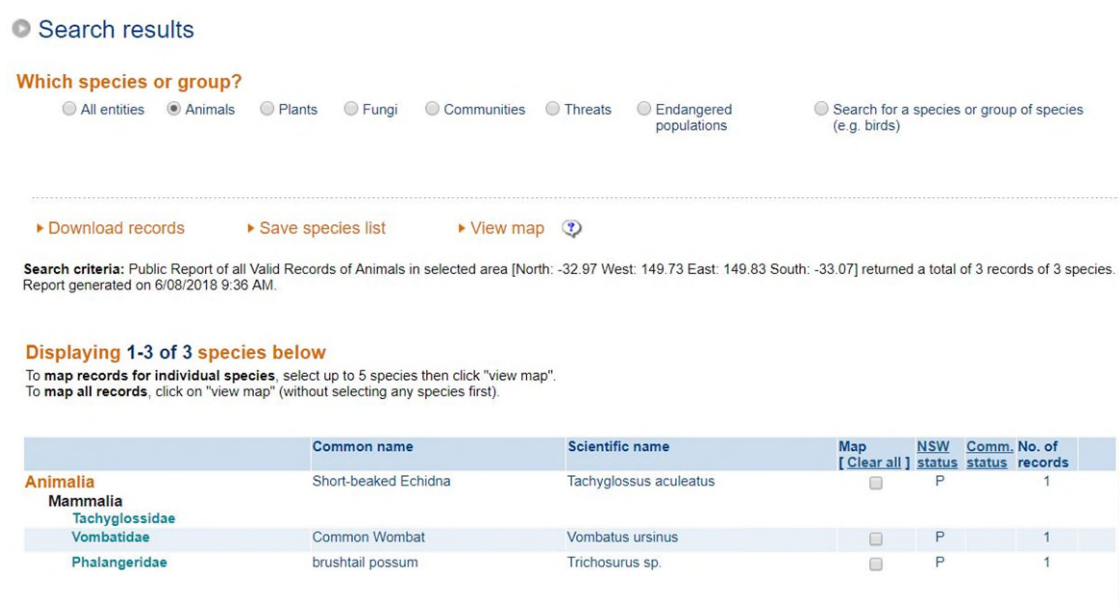 Search results
Which species or group?
All entities Animals Plants Fungi Communities Threats Endangered populations Search for a species or group of species (e.g. birds)
Download records Save species list View map ?
Search criteria: Public Report of all Valid Records of Animals in selected area [North: -32.97 West: 149.73 East: 149.83 South: -33.07] returned a total of 3 records of 3 species.
Report generated on 6/08/2018 9:36 AM.
Displaying 1-3 of 3 species below
To map records for individual species, select up to 5 species then click "view map".
To map all records, click on "view map" (without selecting any species first).
Common name Scientific name Map [ Clear all ] NSW status Comm. status No. of records
Animalia Short-beaked Echidna Tachyglossus aculeatus P 1
Mammalia
Tachyglossidae
Vombatidae Common Wombat Vombatus ursinus P 1
Phalangeridae brushtail possum Trichosurus sp. P 1